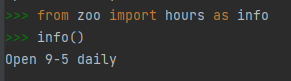 >>> from zoo import hours as info
>>> info()
Open 9-5 daily